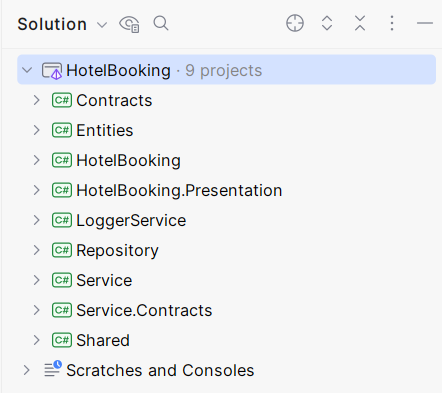 Solution
HotelBooking · 9 projects
C# Contracts
C# Entities
C# HotelBooking
C# HotelBooking.Presentation
C# LoggerService
C# Repository
C# Service
C# Service.Contracts
C# Shared
Scratches and Consoles